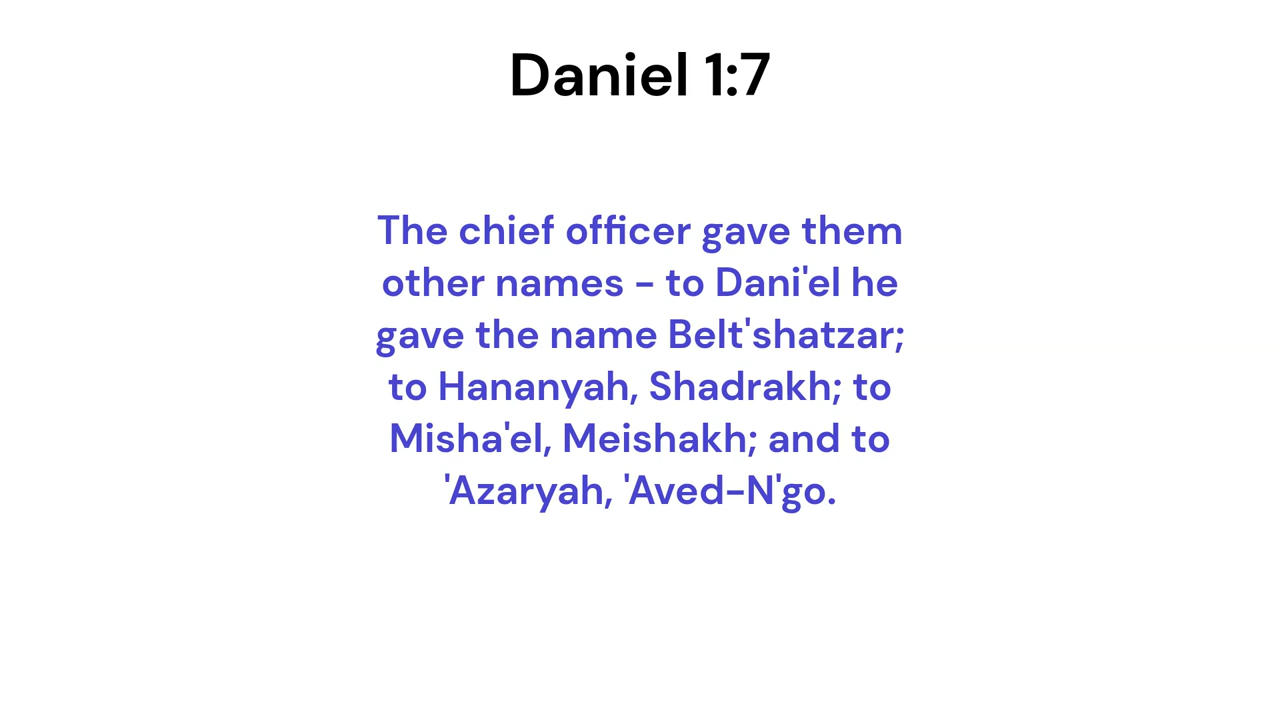 Daniel 1:7
The chief officer gave them
other names - to Dani'el he
gave the name Belt'shatzar;
to Hananyah, Shadrakh; to
Misha'el, Meishakh; and to
'Azaryah, 'Aved-N'go.